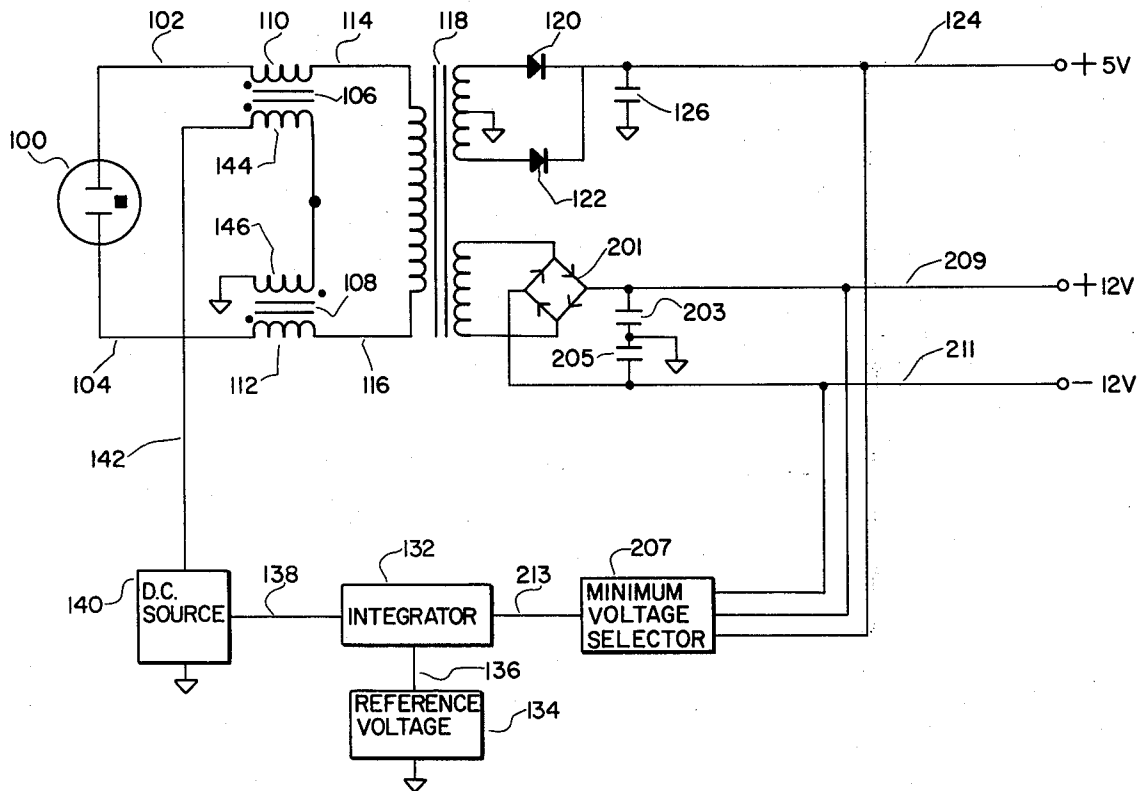 102
110
114
118
120
124
+ 5V
106
126
100
144
122
146
201
209
+ 12V
108
203
205
211
- 12V
104
112
116
142
132
207
140
D.C.
SOURCE
138
INTEGRATOR
213
MINIMUM
VOLTAGE
SELECTOR
136
REFERENCE
VOLTAGE
134